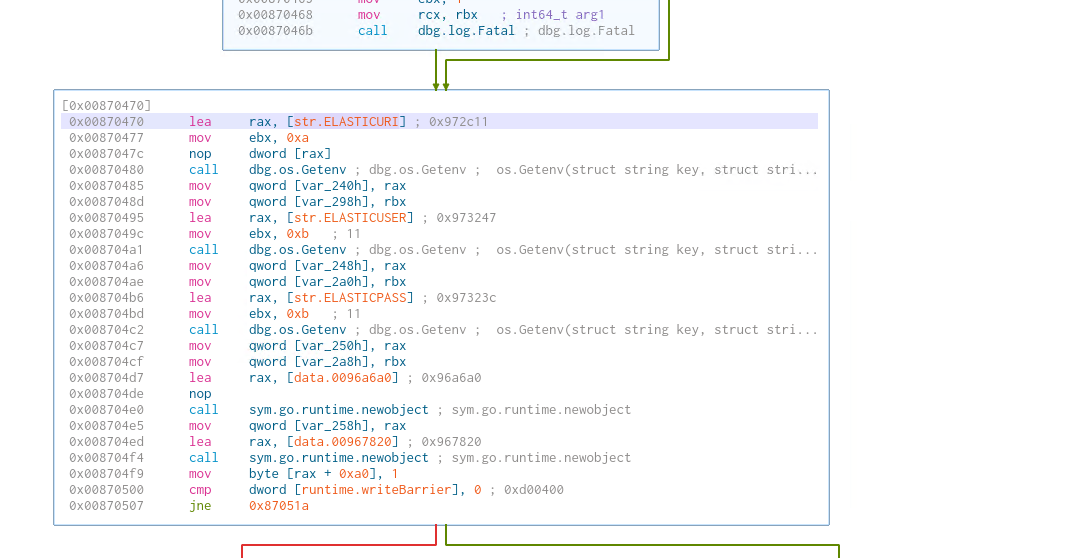 0x00870468 mov rcx, rbx ; int64_t arg1
0x0087046b call dbg.log.Fatal ; dbg.log.Fatal
[0x00870470]
0x00870470 lea rax, [str.ELASTICURI] ; 0x972c11
0x00870477 mov ebx, 0xa
0x0087047c nop dword [rax]
0x00870480 call dbg.os.Getenv ; dbg.os.Getenv ; os.Getenv(struct string key, struct stri...
0x00870485 mov qword [var_240h], rax
0x0087048d mov qword [var_298h], rbx
0x00870495 lea rax, [str.ELASTICUSER] ; 0x973247
0x0087049c mov ebx, 0xb ; 11
0x008704a1 call dbg.os.Getenv ; dbg.os.Getenv ; os.Getenv(struct string key, struct stri...
0x008704a6 mov qword [var_248h], rax
0x008704ae mov qword [var_2a0h], rbx
0x008704b6 lea rax, [str.ELASTICPASS] ; 0x97323c
0x008704bd mov ebx, 0xb ; 11
0x008704c2 call dbg.os.Getenv ; dbg.os.Getenv ; os.Getenv(struct string key, struct stri...
0x008704c7 mov qword [var_250h], rax
0x008704cf mov qword [var_2a8h], rbx
0x008704d7 lea rax, [data.0096a6a0] ; 0x96a6a0
0x008704de nop
0x008704e0 call sym.go.runtime.newobject ; sym.go.runtime.newobject
0x008704e5 mov qword [var_258h], rax
0x008704ed lea rax, [data.00967820] ; 0x967820
0x008704f4 call sym.go.runtime.newobject ; sym.go.runtime.newobject
0x008704f9 mov byte [rax + 0xa0], 1
0x00870500 cmp dword [runtime.writeBarrier], 0 ; 0xd00400
0x00870507 jne 0x87051a